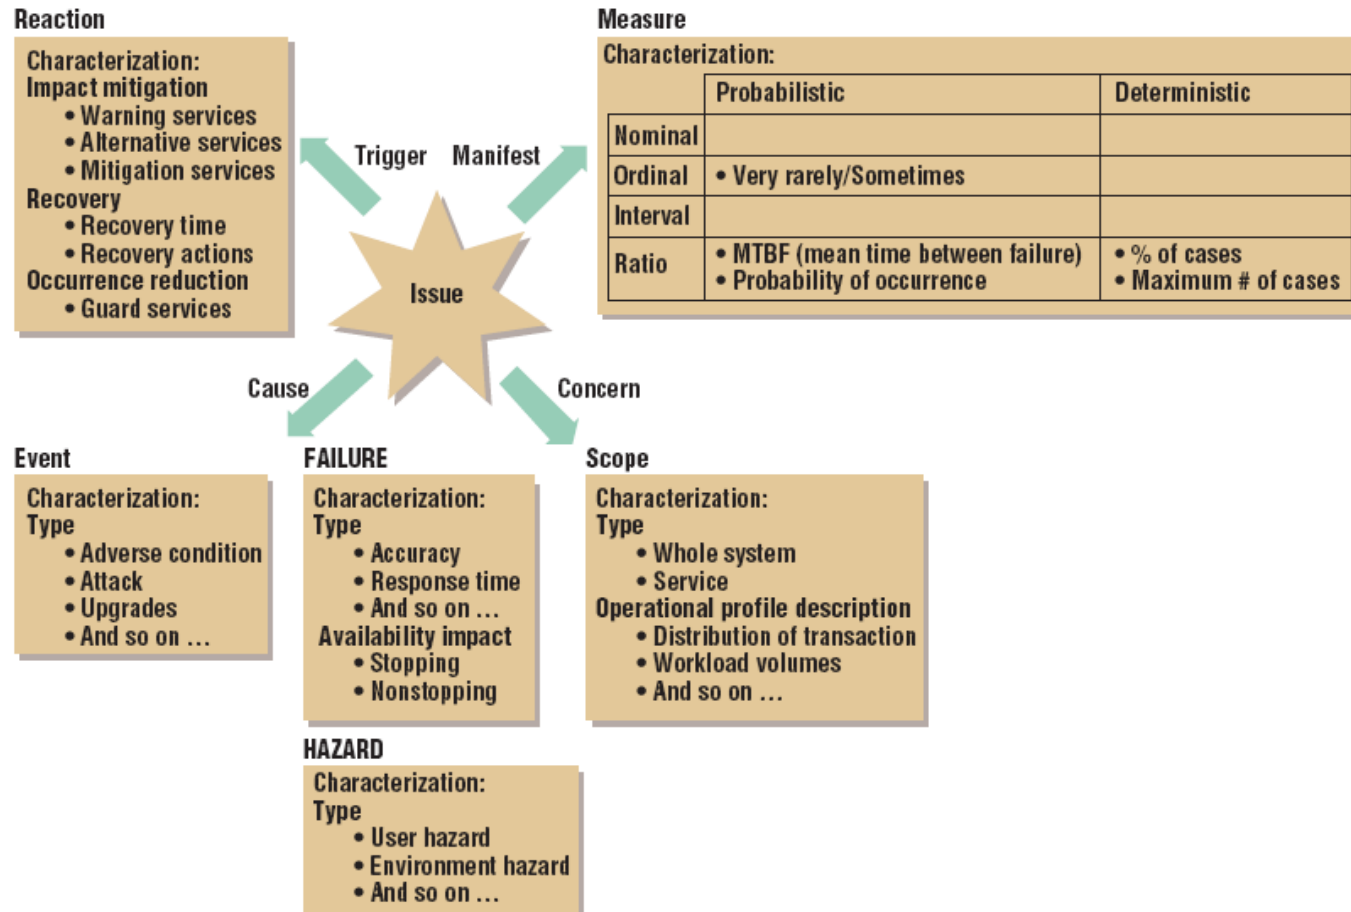 Reaction
Characterization:
Impact mitigation
• Warning services
• Alternative services
• Mitigation services
Recovery
• Recovery time
• Recovery actions
Occurrence reduction
• Guard services
Trigger
Manifest
Measure
Characterization:
Probabilistic Deterministic
Nominal
Ordinal • Very rarely/Sometimes
Interval
Ratio
• MTBF (mean time between failure) • % of cases
• Probability of occurrence • Maximum # of cases
Issue
Cause
Concern
Event
Characterization:
Type
• Adverse condition
• Attack
• Upgrades
• And so on ...
FAILURE
Characterization:
Type
• Accuracy
• Response time
• And so on ...
Availability impact
• Stopping
• Nonstopping
Scope
Characterization:
Type
• Whole system
• Service
Operational profile description
• Distribution of transaction
• Workload volumes
• And so on ...
HAZARD
Characterization:
Type
• User hazard
• Environment hazard
• And so on ...